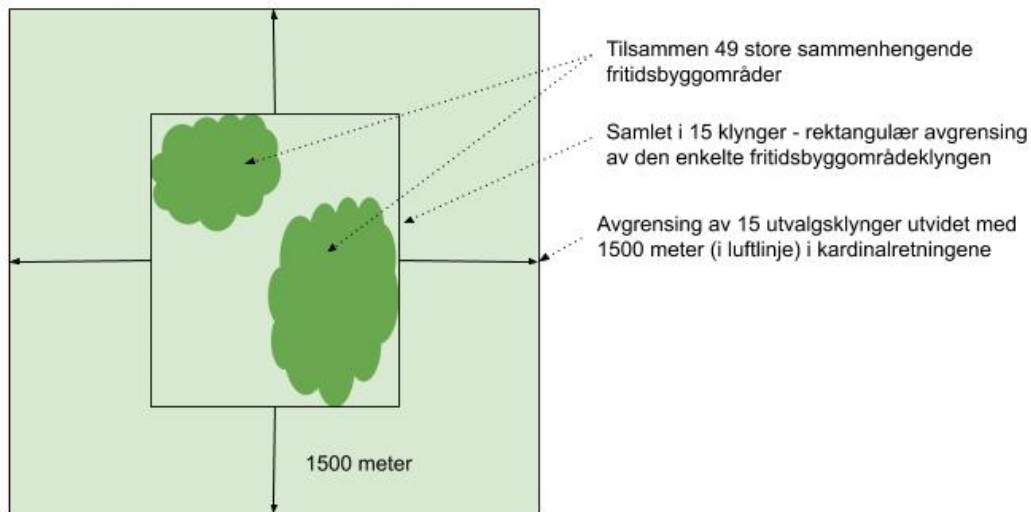 Tilsammen 49 store sammenhengende
fritidsbyggområder
Samlet i 15 klynger - rektangulær avgrensing
av den enkelte fritidsbyggområdeklyngen
Avgrensing av 15 utvalgsklynger utvidet med
1500 meter (i luftlinje) i kardinalretningene
1500 meter